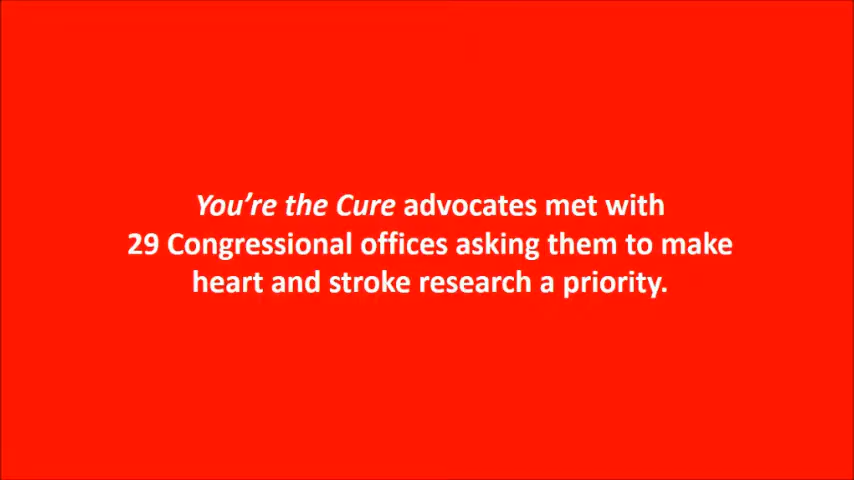 You’re the Cure advocates met with
29 Congressional offices asking them to make
heart and stroke research a priority.